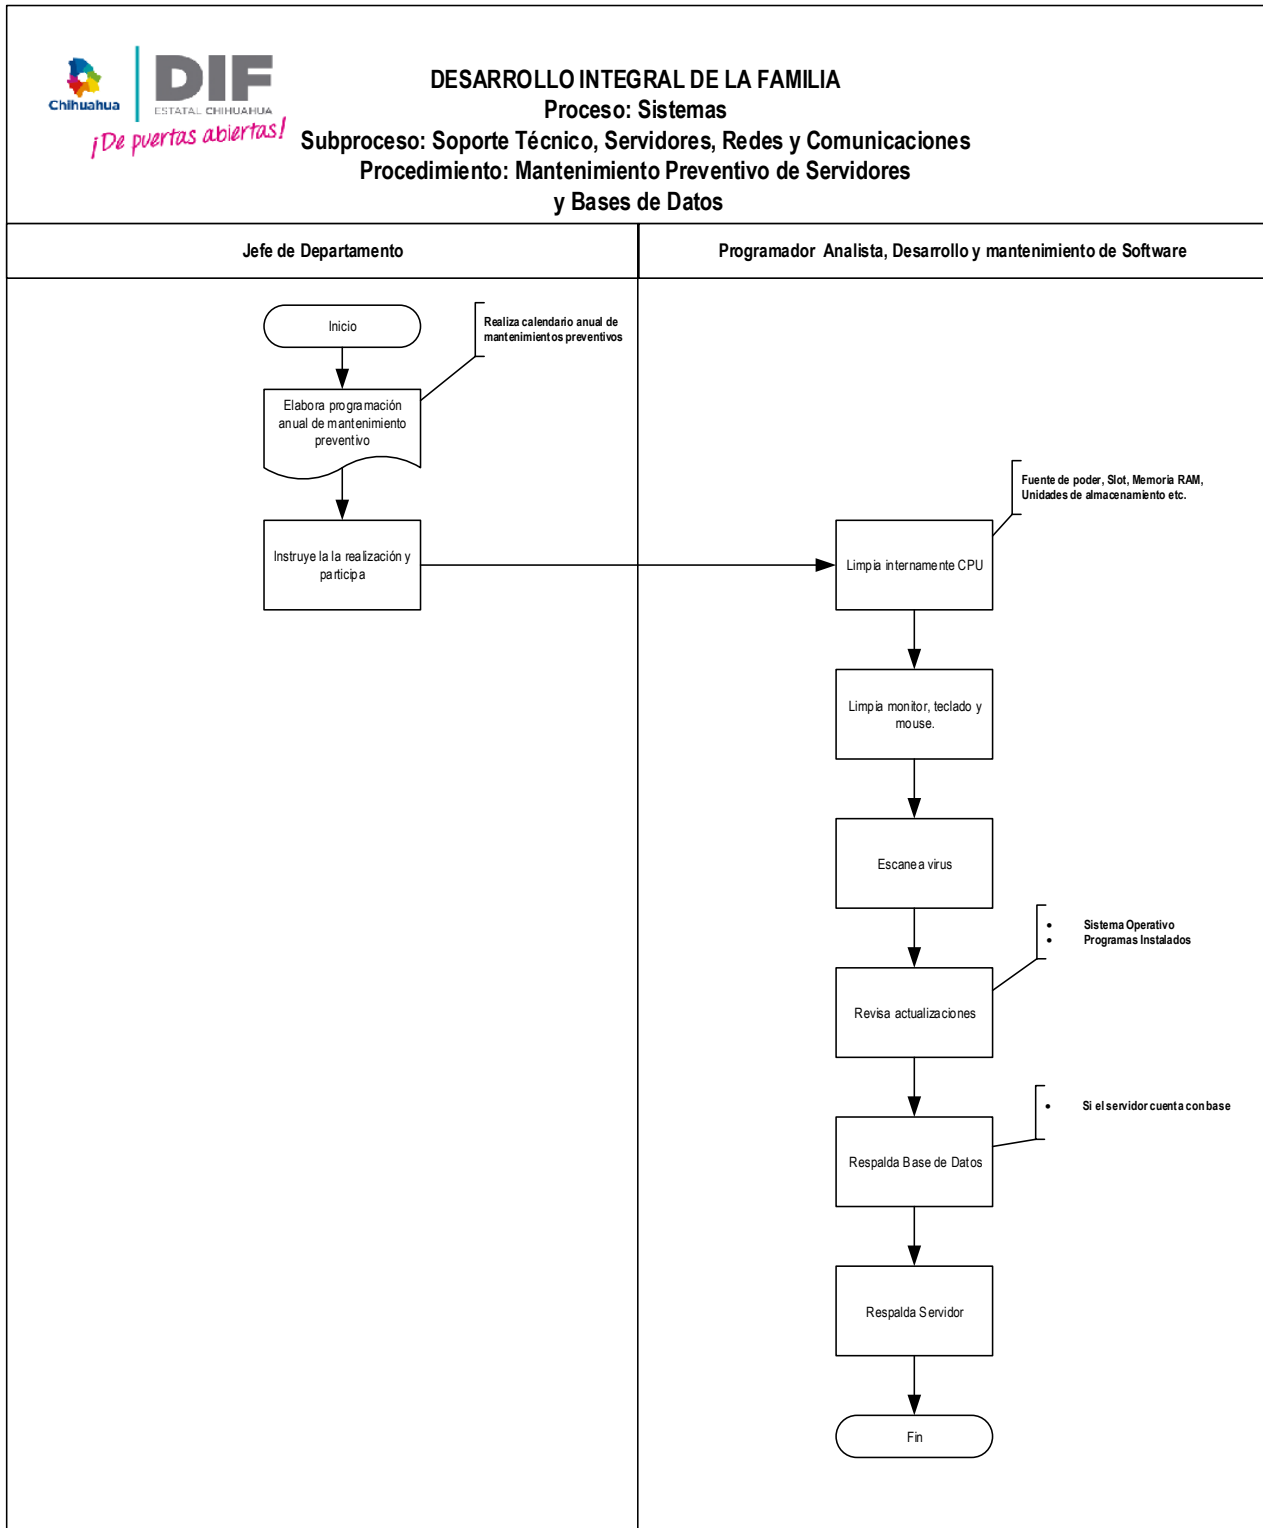 Chihuahua
DIF
ESTATAL CHIHUAHUA
¡De puertas abiertas!
DESARROLLO INTEGRAL DE LA FAMILIA
Proceso: Sistemas
Subproceso: Soporte Técnico, Servidores, Redes y Comunicaciones
Procedimiento: Mantenimiento Preventivo de Servidores
y Bases de Datos
Jefe de Departamento
Programador Analista, Desarrollo y mantenimiento de Software
Inicio
Realiza calendario anual de
mantenimientos preventivos
Elabora programación
anual de mantenimiento
preventivo
Instruye la la realización y
participa
Fuente de poder, Slot, Memoria RAM,
Unidades de almacenamiento etc.
Limpia internamente CPU
Limpia monitor, teclado y
mouse.
Escanea virus
• Sistema Operativo
• Programas Instalados
Revisa actualizaciones
• Si el servidor cuenta con base
Respalda Base de Datos
Respalda Servidor
Fin